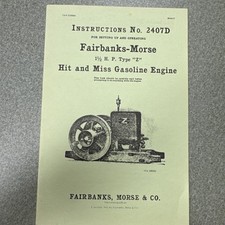 INSTRUCTIONS NO. 2407D
FOR SETTING UP AND OPERATING
Fairbanks-Morse
1½ H. P. Type "Z"
Hit and Miss Gasoline Engine
Z
FAIRBANKS, MORSE & CO.